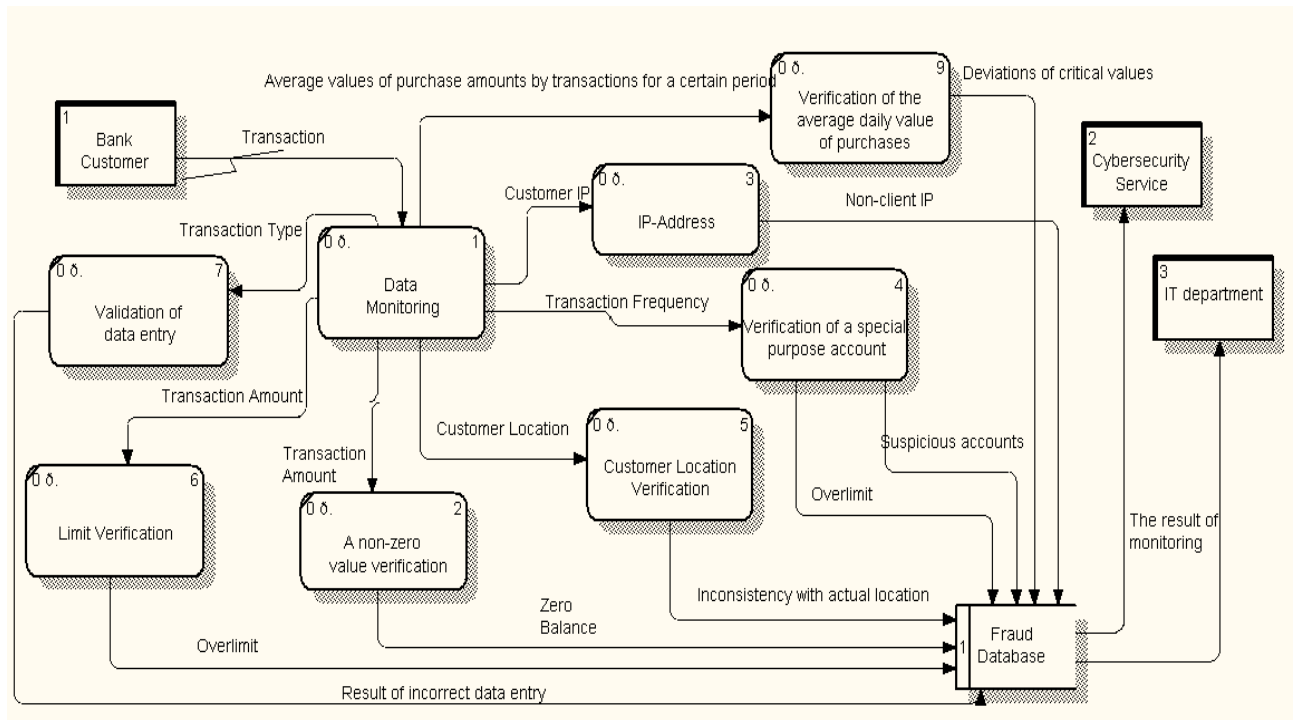 Average values of purchase amounts by transactions for a certain period
0 ð.
9
Verification of the
average daily value
of purchases
Deviations of critical values
1
Bank
Customer
Transaction
2
Cybersecurity
Service
0 ð.
3
IP-Address
Customer IP
Non-client IP
Transaction Type
0 ð.
1
Data
Monitoring
0 ð.
7
Validation of
data entry
Transaction Frequency
0 ð.
4
Verification of a special
purpose account
3
IT department
Transaction Amount
Customer Location
0 ð.
5
Customer Location
Verification
Suspicious accounts
Transaction
Amount
0 ð.
6
Limit Verification
0 ð.
2
A non-zero
value verification
Overlimit
The result of
monitoring
Inconsistency with actual location
Zero
Balance
1
Fraud
Database
Overlimit
Result of incorrect data entry